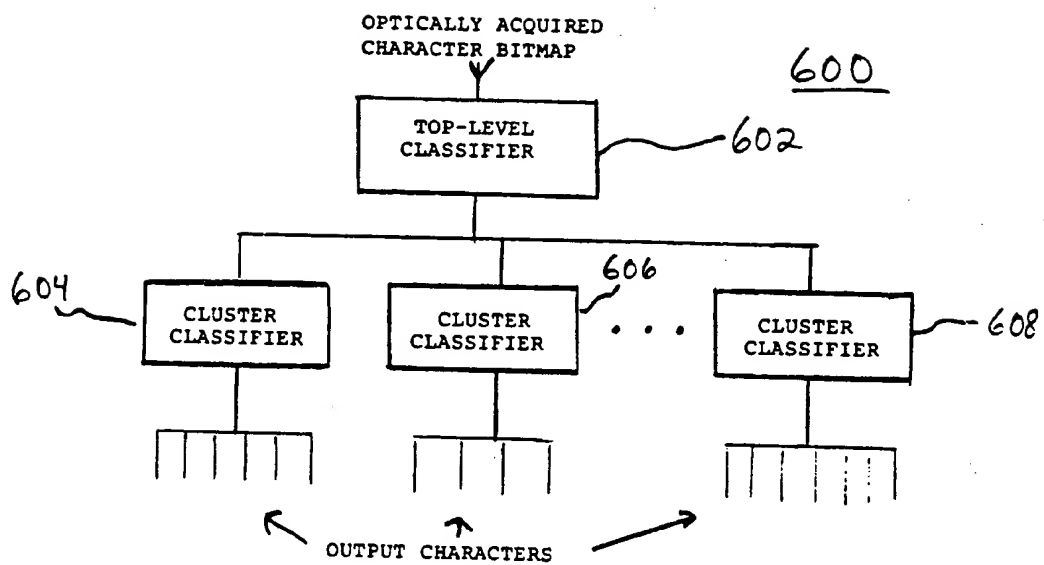 OPTICALLY ACQUIRED
CHARACTER BITMAP
600
TOP-LEVEL
CLASSIFIER
602
604
CLUSTER
CLASSIFIER
606
CLUSTER
CLASSIFIER
. . .
CLUSTER
CLASSIFIER
608
OUTPUT CHARACTERS